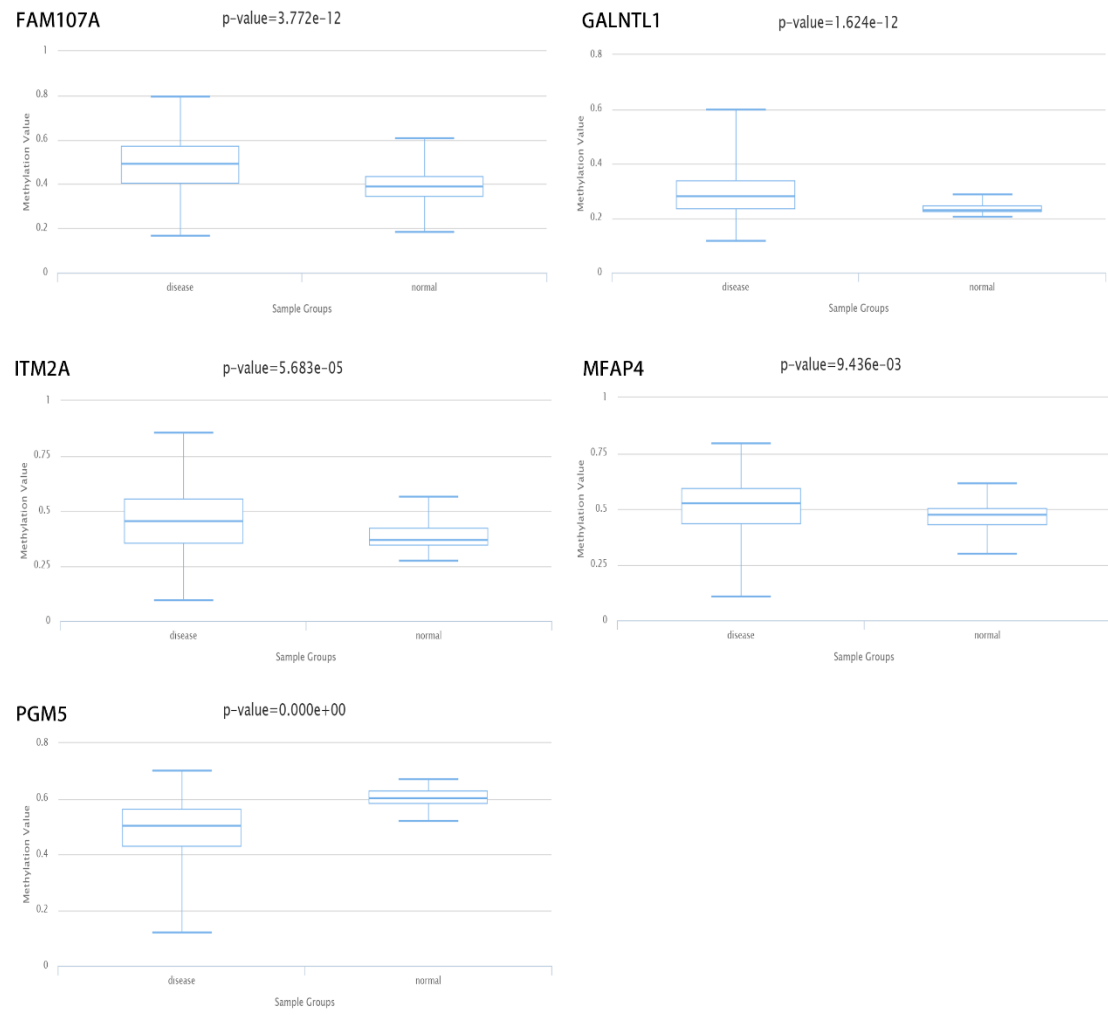 FAM107A
p-value=3.772e-12
1
0.8
0.6
0.4
0.2
0
Methylation Value
disease
normal
Sample Groups
GALNTL1
p-value=1.624e-12
0.8
0.6
0.4
0.2
0
Methylation Value
disease
normal
Sample Groups
ITM2A
p-value=5.683e-05
1
0.75
0.5
0.25
0
Methylation Value
disease
normal
Sample Groups
MFAP4
p-value=9.436e-03
1
0.75
0.5
0.25
0
Methylation Value
disease
normal
Sample Groups
PGM5
p-value=0.000e+00
0.8
0.6
0.4
0.2
0
Methylation Value
disease
normal
Sample Groups